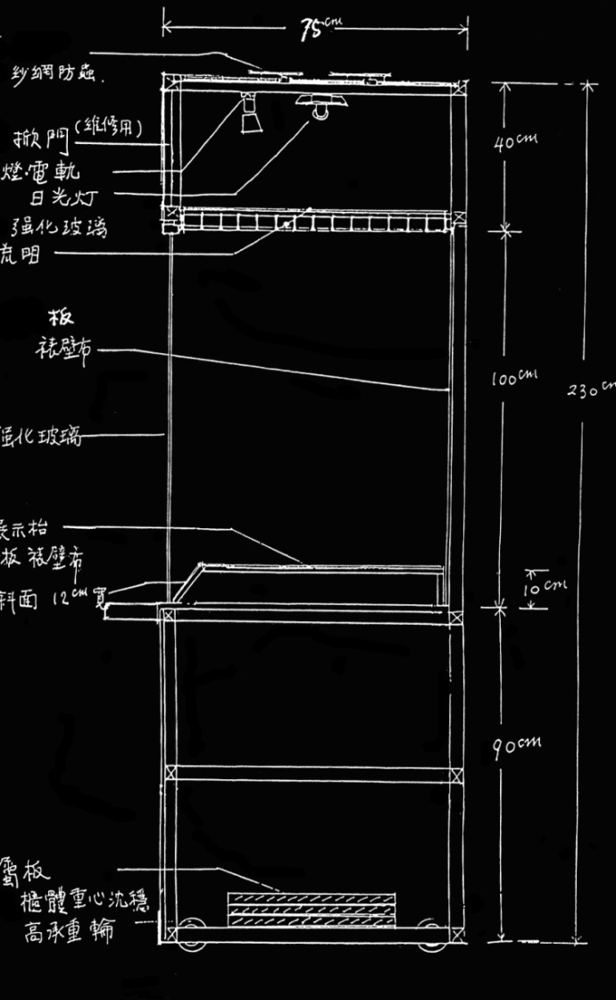 75cm
紗網防蟲.
掀門(維修用)
燈.電軌
日光灯
強化玻璃
流明
40cm
板
裱壁布
100cm
230cm
强化玻璃
展示枱
板 裱壁布
斜面 12cm寬
10cm
90cm
屬板
櫃體重心沈穩
高承重輪